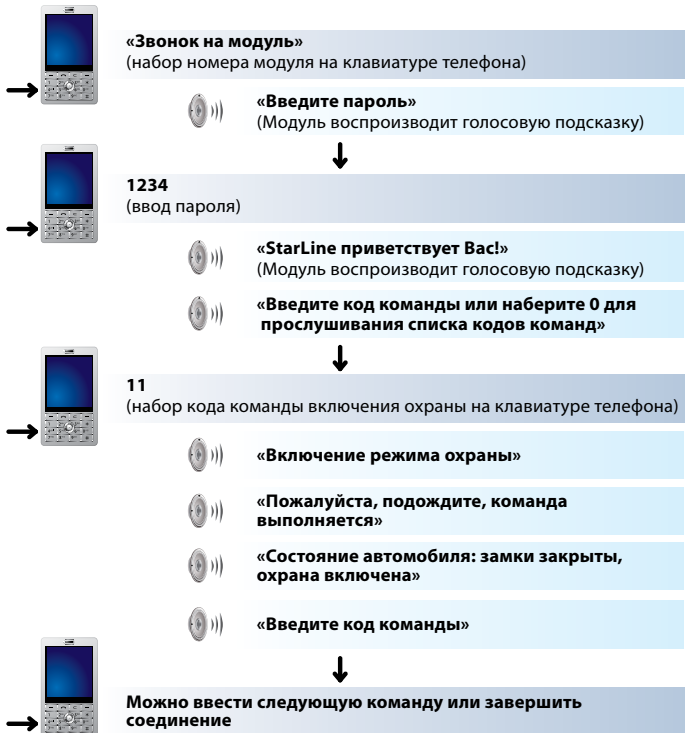 «Звонок на модуль»
(набор номера модуля на клавиатуре телефона)
«Введите пароль»
(Модуль воспроизводит голосовую подсказку)
1234
(ввод пароля)
«StarLine приветствует Вас!»
(Модуль воспроизводит голосовую подсказку)
«Введите код команды или наберите 0 для
прослушивания списка кодов команд»
11
(набор кода команды включения охраны на клавиатуре телефона)
«Включение режима охраны»
«Пожалуйста, подождите, команда
выполняется»
«Состояние автомобиля: замки закрыты,
охрана включена»
«Введите код команды»
Можно ввести следующую команду или завершить
соединение